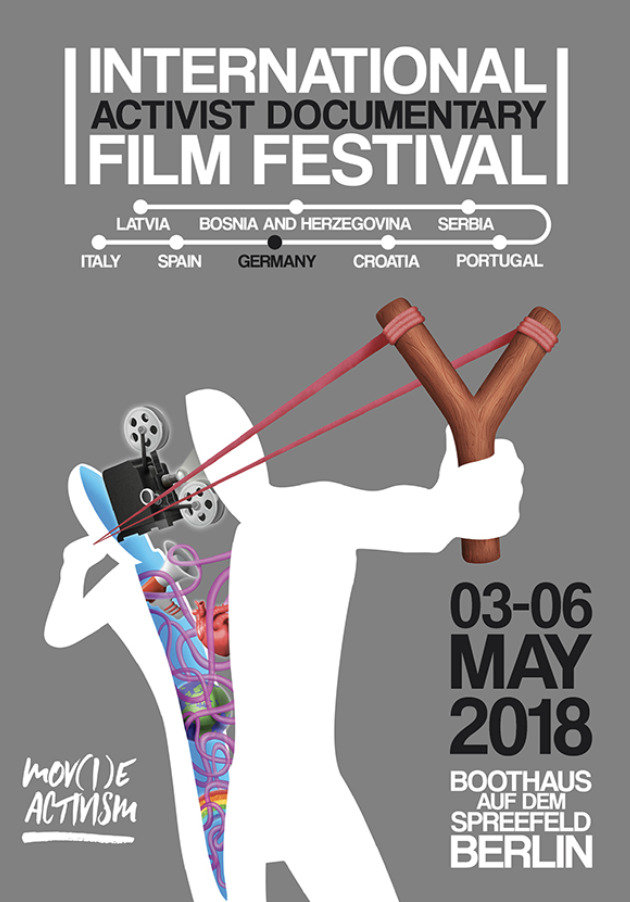 INTERNATIONAL
ACTIVIST DOCUMENTARY
FILM FESTIVAL
LATVIA BOSNIA AND HERZEGOVINA SERBIA
ITALY SPAIN GERMANY CROATIA PORTUGAL
03-06
MAY
2018
MOV(I)E
ACTIVISM
BOOTHAUS
AUF DEM
SPREEFELD
BERLIN